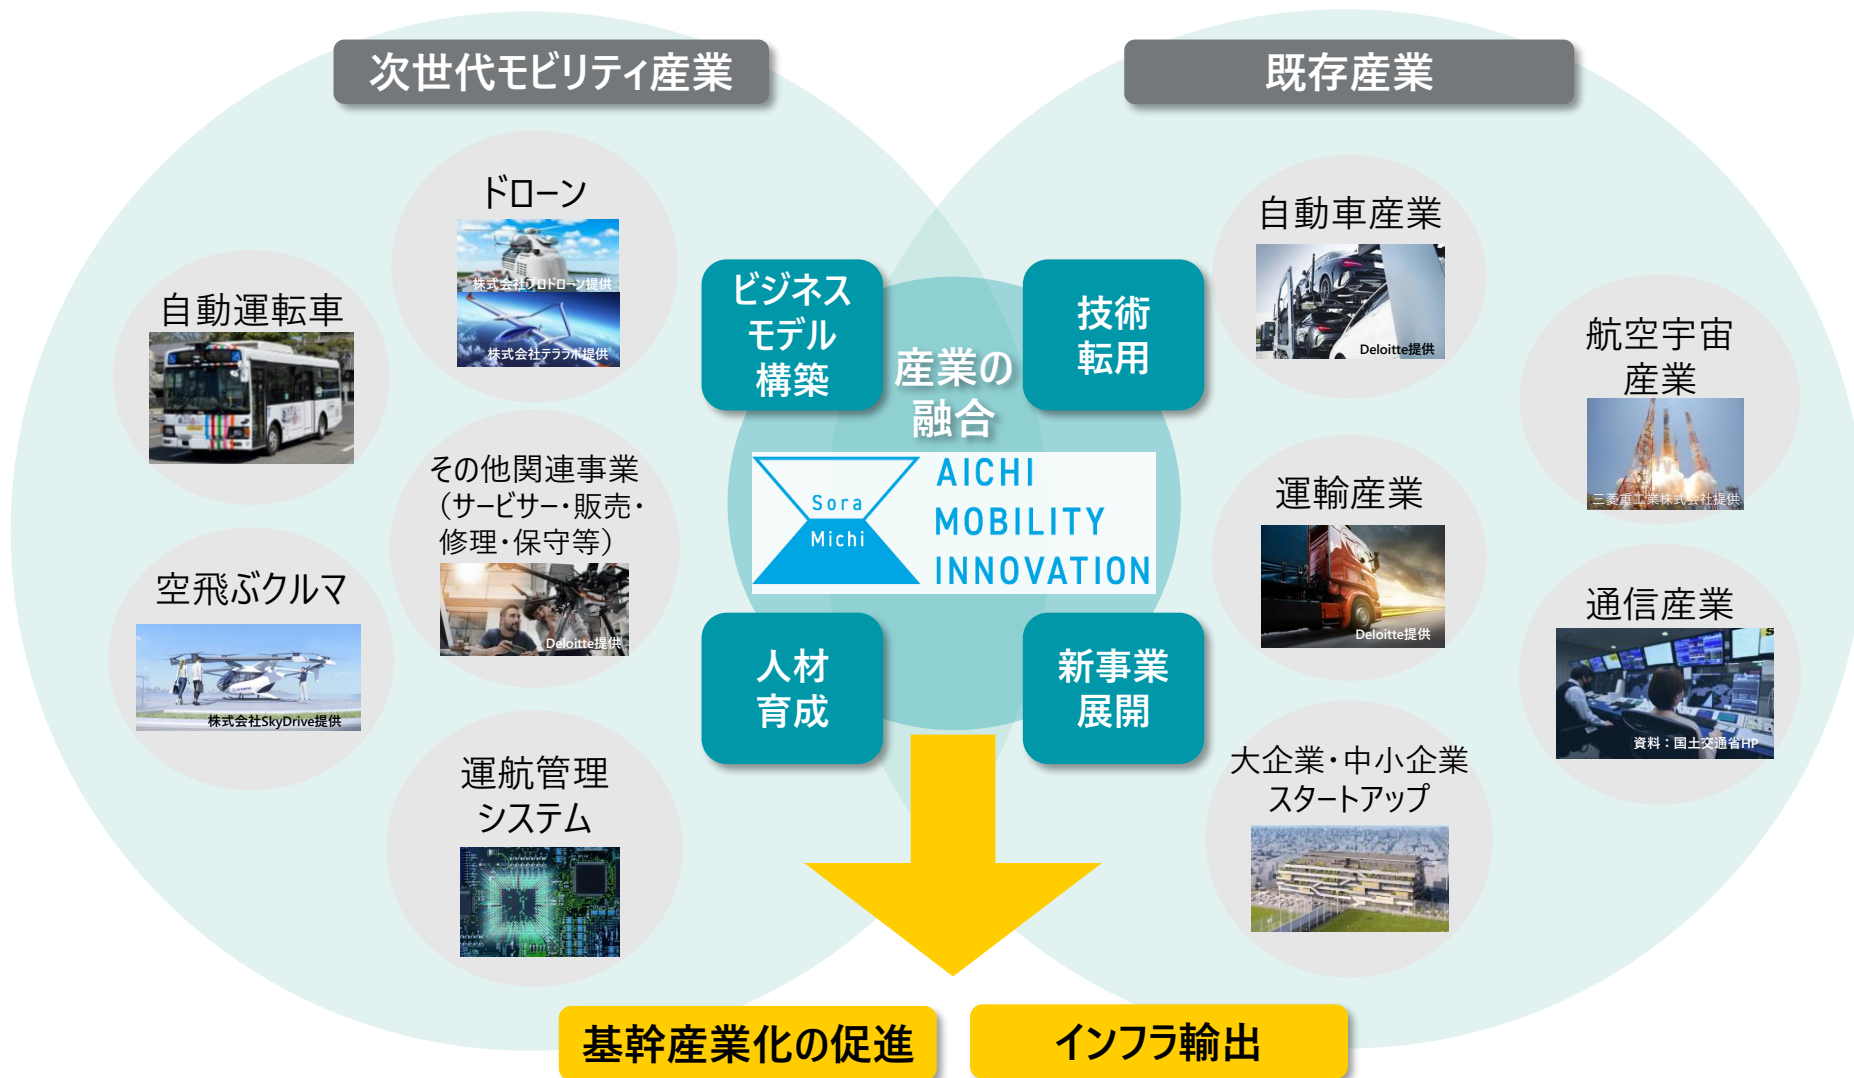 次世代モビリティ産業
既存産業
ドローン
株式会社プロドローン提供
株式会社テララボ提供
自動運転車
その他関連事業
（サービサー・販売・
修理・保守等）
Deloitte提供
空飛ぶクルマ
株式会社SkyDrive提供
運航管理
システム
ビジネス
モデル
構築
技術
転用
産業の
融合
Sora
Michi
AICHI
MOBILITY
INNOVATION
人材
育成
新事業
展開
自動車産業
Deloitte提供
航空宇宙
産業
三菱重工業株式会社提供
運輸産業
Deloitte提供
通信産業
資料：国土交通省HP
大企業・中小企業
スタートアップ
基幹産業化の促進
インフラ輸出